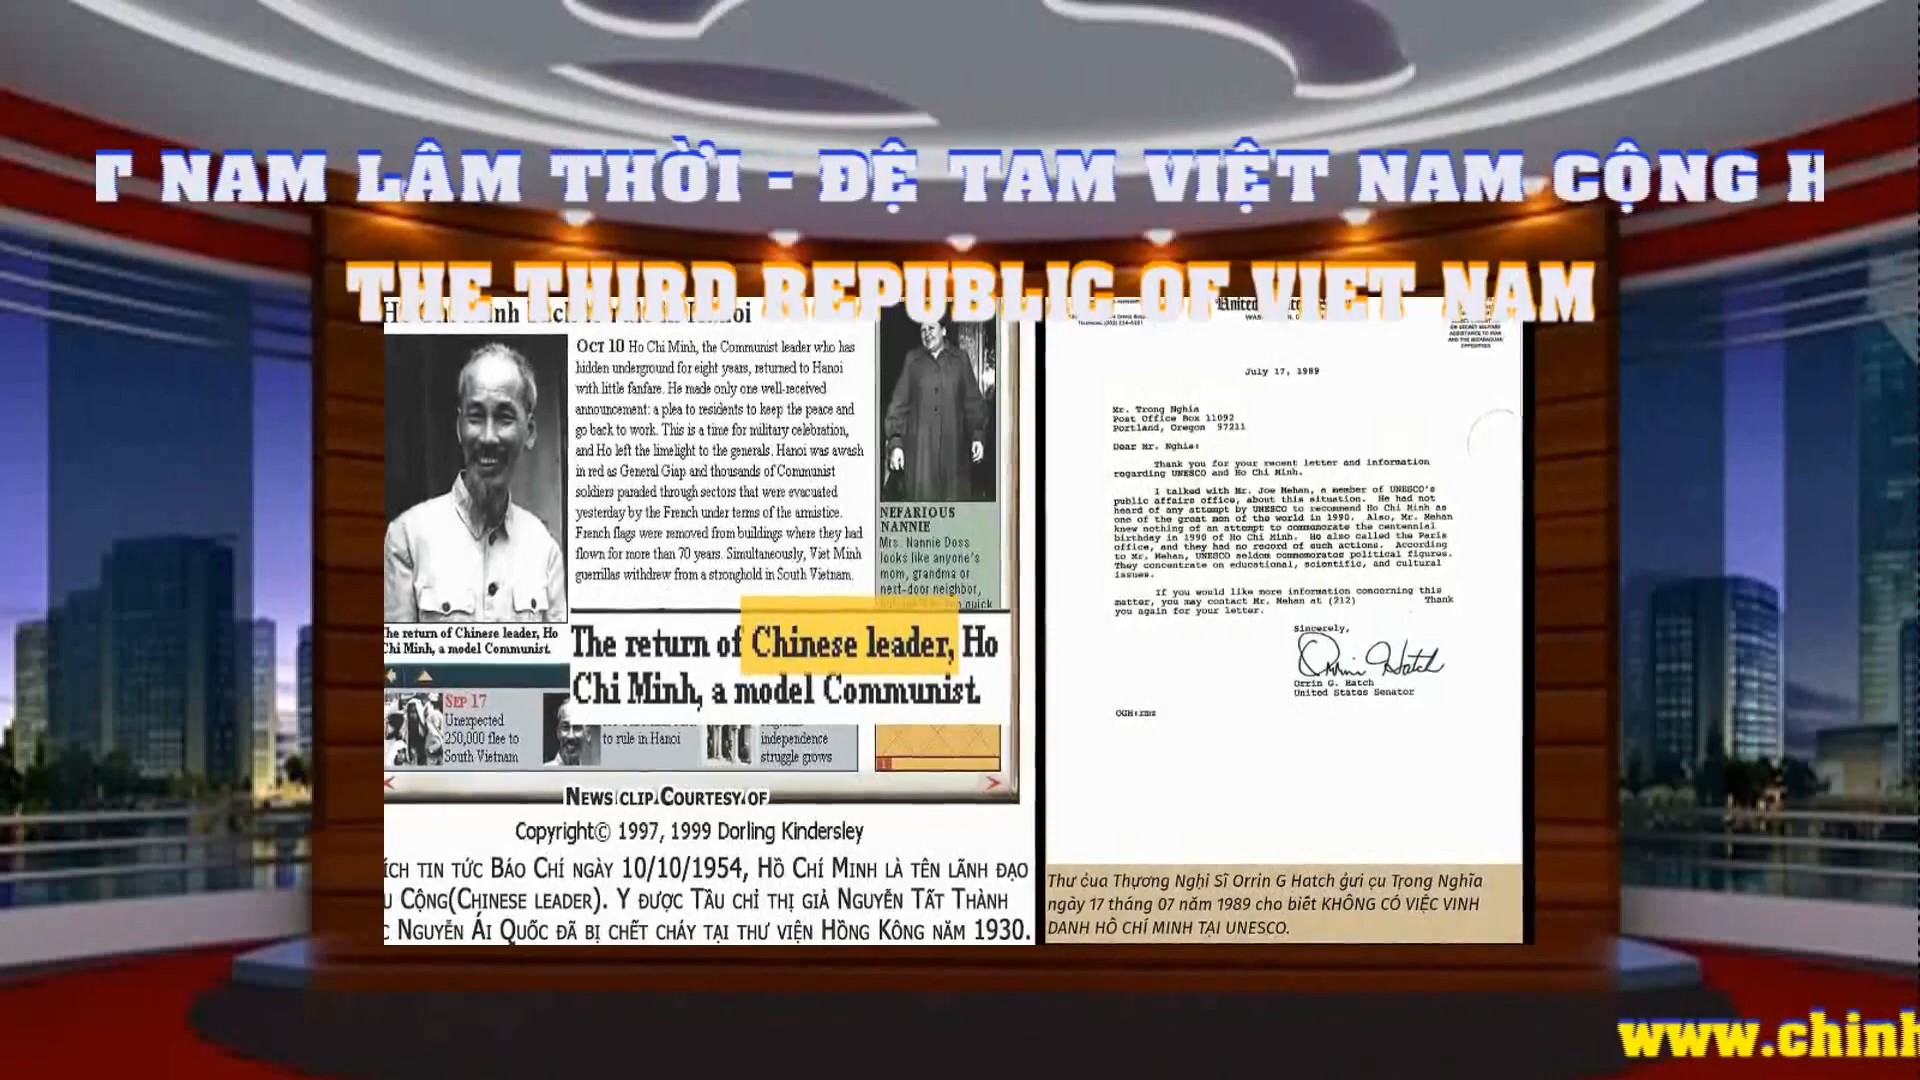 T NAM LÂM THỜI - ĐỆ TAM VIỆT NAM CỘNG H
THE THIRD REPUBLIC OF VIET NAM
OCT 10 Ho Chi Minh, the Communist leader who has
hidden underground for eight years, returned to Hanoi
with little fanfare. He made only one well-received
announcement: a plea to residents to keep the peace and
go back to work. This is a time for military celebration,
and Ho left the limelight to the generals. Hanoi was awash
in red as General Giap and thousands of Communist
soldiers paraded through sectors that were evacuated
yesterday by the French under terms of the armistice.
French flags were removed from buildings where they had
flown for more than 70 years. Simultaneously, Viet Minh
guerrillas withdrew from a stronghold in South Vietnam.
NEFARIOUS
NANNIE
Mrs. Nannie Doss
looks like anyone's
mom, grandma or
next-door neighbor,
he return of Chinese leader, Ho
Chi Minh, a model Communist.
The return of Chinese leader, Ho
Chi Minh, a model Communist.
SEP 17
Unexpected
250,000 flee to
South Vietnam
to rule in Hanoi
independence
struggle grows
NEWS CLIP COURTESY OF
Copyright© 1997, 1999 Dorling Kindersley
ÍCH TIN TỨC BÁO CHÍ NGÀY 10/10/1954, HỒ CHÍ MINH LÀ TÊN LÃNH ĐẠO
U CỘNG(CHINESE LEADER). Y ĐƯỢC TÀU CHỈ THỊ GIẢ NGUYỄN TẤT THÀNH
C NGUYỄN ÁI QUỐC ĐÃ BỊ CHẾT CHÁY TẠI THƯ VIỆN HỒNG KÔNG NĂM 1930.
July 17, 1989
Mr. Trong Nghia
Post Office Box 11092
Portland, Oregon 97211
Dear Mr. Nghia:
Thank you for your recent letter and information
regarding UNESCO and Ho Chi Minh.
I talked with Mr. Joe Mehan, a member of UNESCO's
public affairs office, about this situation. He had not
heard of any attempt by UNESCO to recommend Ho Chi Minh as
one of the great men of the world in 1990. Also, Mr. Mehan
knew nothing of an attempt to commemorate the centennial
birthday in 1990 of Ho Chi Minh. He also called the Paris
office, and they had no record of such actions. According
to Mr. Mehan, UNESCO seldom commemorates political figures.
They concentrate on educational, scientific, and cultural
issues.
If you would like more information concerning this
matter, you may contact Mr. Mehan at (212) Thank
you again for your letter.
Sincerely,
Orrin G Hatch
Orrin G. Hatch
United States Senator
OGH:rmz
Thư của Thượng Nghị Sĩ Orrin G Hatch gửi cụ Trọng Nghĩa
ngày 17 tháng 07 năm 1989 cho biết KHÔNG CÓ VIỆC VINH
DANH HỒ CHÍ MINH TẠI UNESCO.
www.chinh